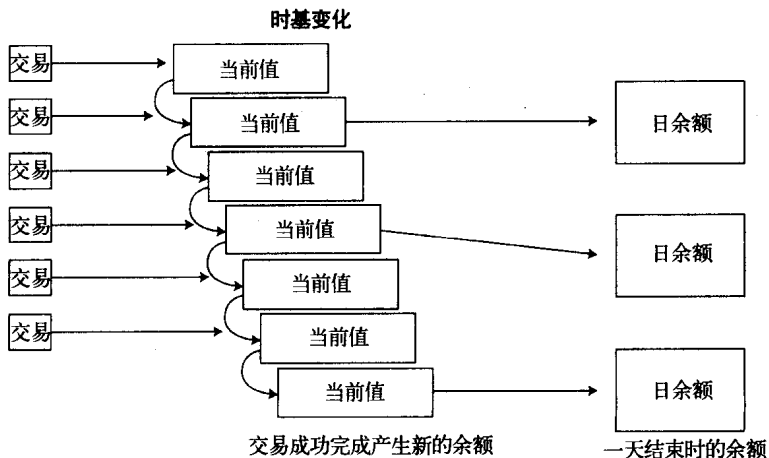 时基变化
交易
当前值
交易
当前值
日余额
交易
当前值
交易
当前值
日余额
交易
当前值
交易
当前值
当前值
日余额
交易成功完成产生新的余额
一天结束时的余额